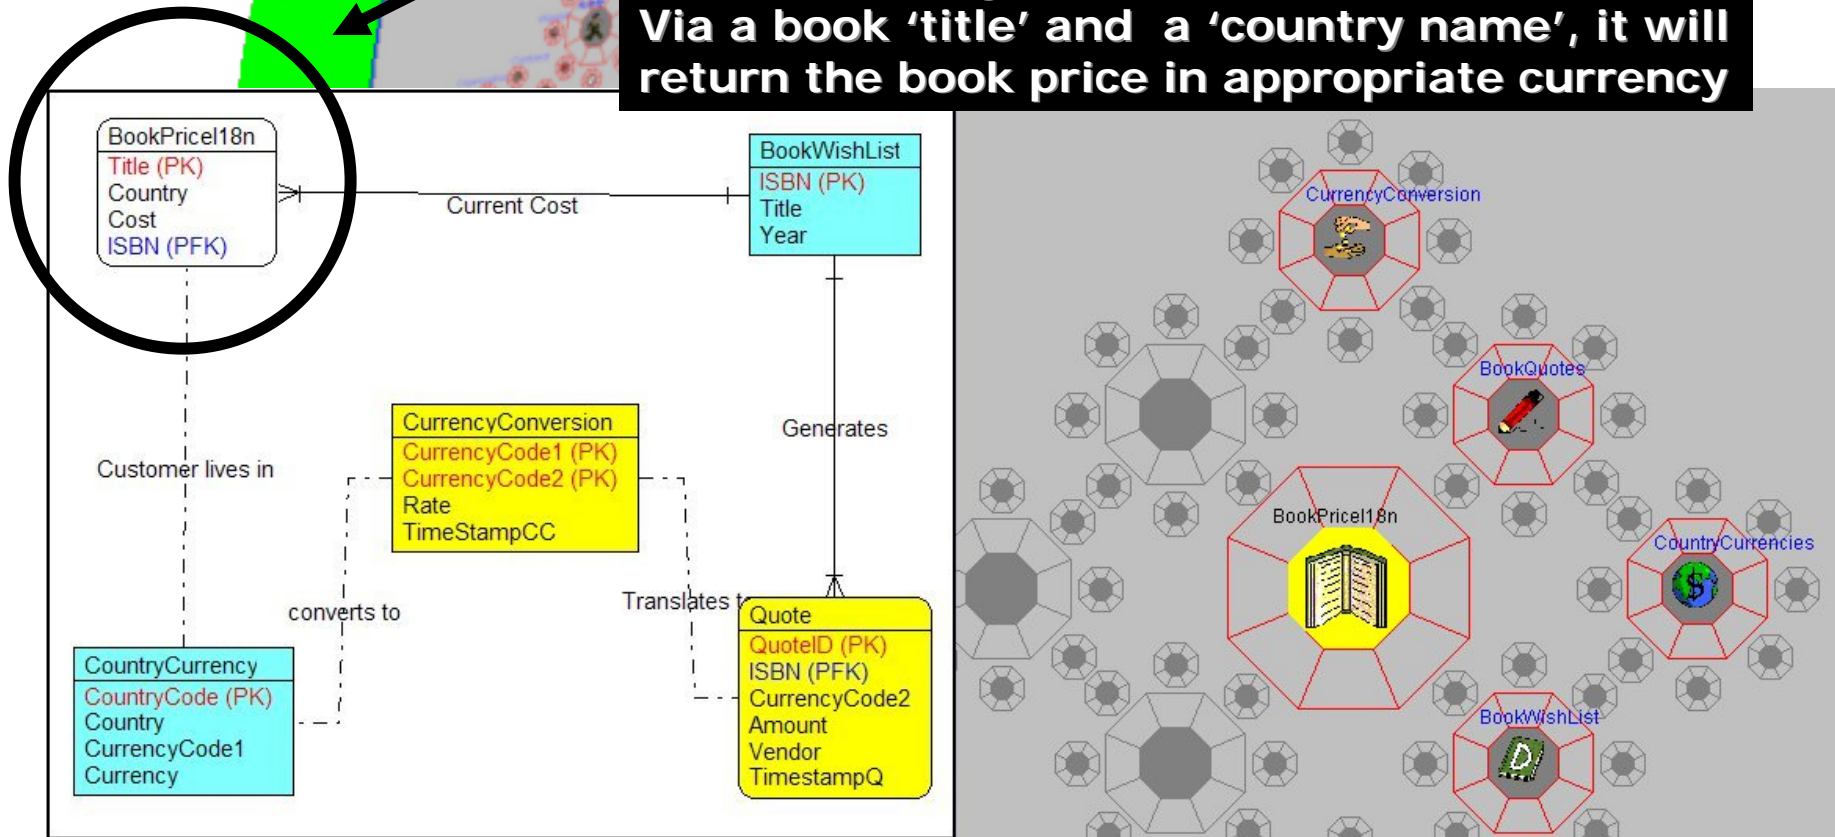 Via a book ‘title’ and a ‘country name’, it will
return the book price in appropriate currency
BookPriceI18n
Title (PK)
Country
Cost
ISBN (PFK)
Current Cost
BookWishList
ISBN (PK)
Title
Year
Customer lives in
CurrencyConversion
CurrencyCode1 (PK)
CurrencyCode2 (PK)
Rate
TimeStampCC
Generates
converts to
Translates to
Quote
QuoteID (PK)
ISBN (PFK)
CurrencyCode2
Amount
Vendor
TimestampQ
CountryCurrency
CountryCode (PK)
Country
CurrencyCode1
Currency
CurrencyConversion
BookQuotes
BookPriceI18n
CountryCurrencies
$
BookWishList
D